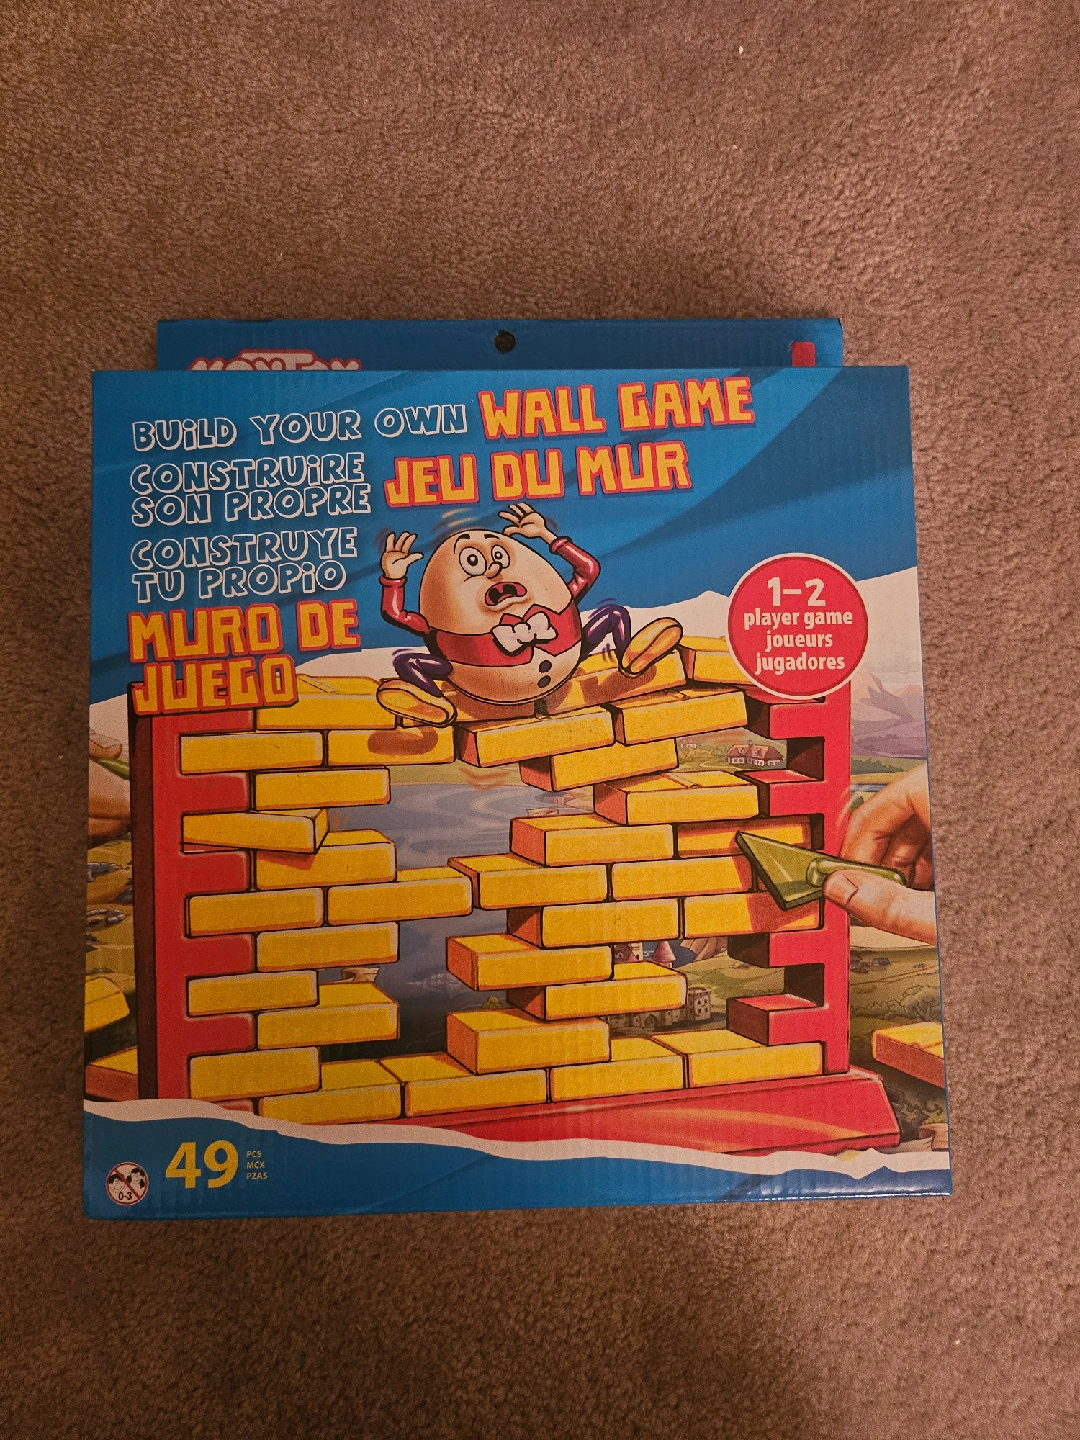 BUiLD YOUR OWN WALL GAME
CONSTRUiRE
SON PROPRE JEU DU MUR
CONSTRUYE
TU PROPiO
MURO DE
JUEGO
1–2
player game
joueurs
jugadores
0-3
49 PCS
MCX
PZAS